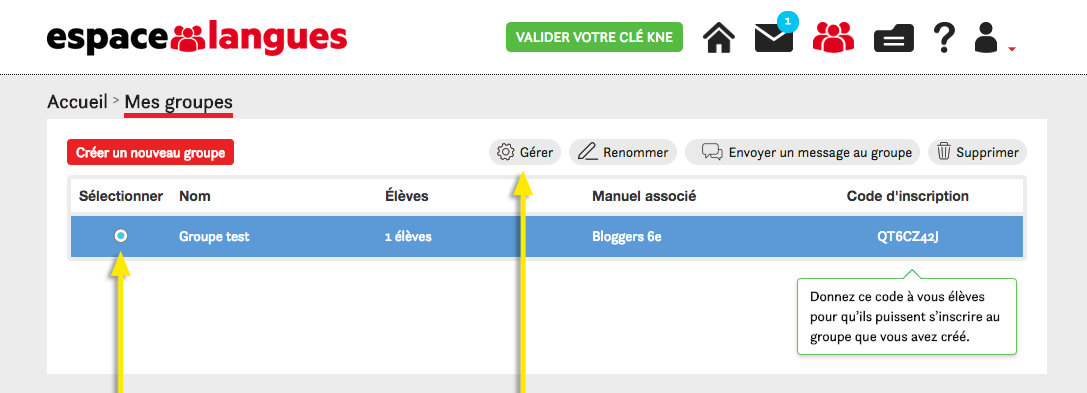 espace langues
VALIDER VOTRE CLÉ KNE
1
?
Accueil > Mes groupes
Créer un nouveau groupe
Gérer
Renommer
Envoyer un message au groupe
Supprimer
Sélectionner Nom Élèves Manuel associé Code d'inscription
Groupe test 1 élèves Bloggers 6e QT6CZ42J
Donnez ce code à vous élèves
pour qu'ils puissent s'inscrire au
groupe que vous avez créé.